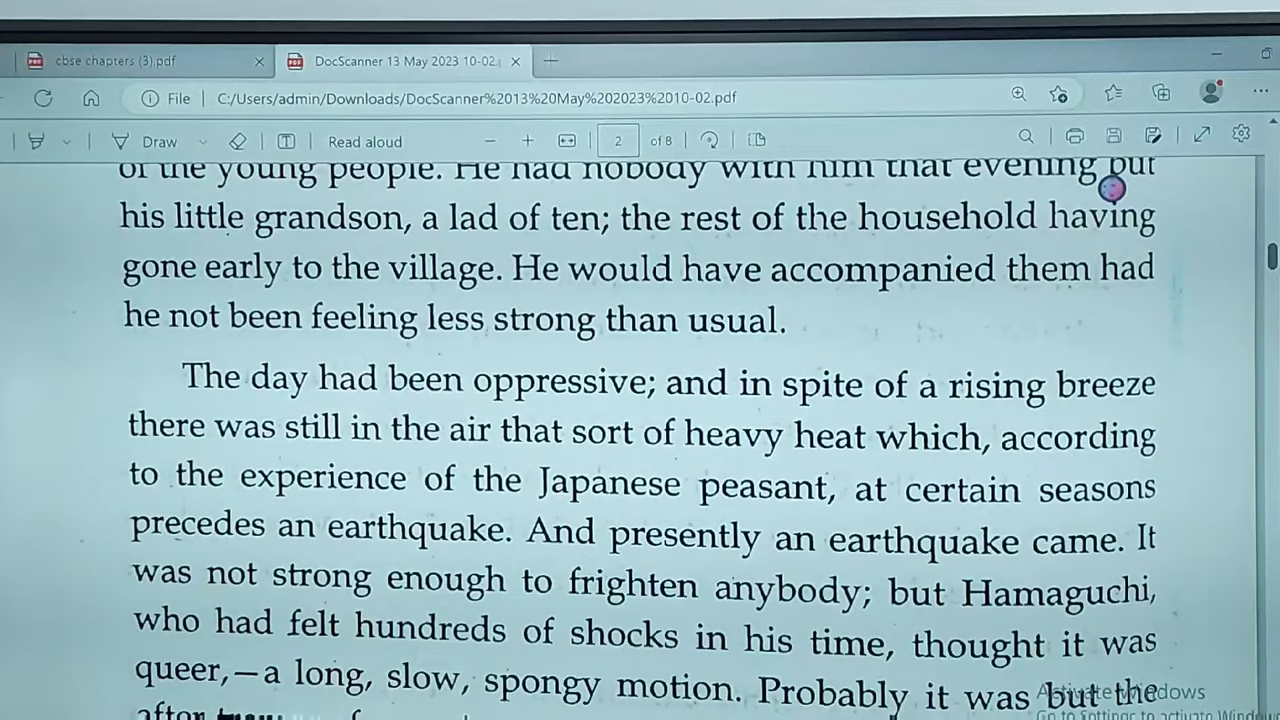 cbse chapters (3).pdf
DocScanner 13 May 2023 10-02.
File
C:/Users/admin/Downloads/DocScanner%2013%20May%202023%2010-02.pdf
Draw
Read aloud
2
of 8
of the young people. He had nobody with him that evening but
his little grandson, a lad of ten; the rest of the household having
gone early to the village. He would have accompanied them had
he not been feeling less strong than usual.
The day had been oppressive; and in spite of a rising breeze
there was still in the air that sort of heavy heat which, according
to the experience of the Japanese peasant, at certain seasons
precedes an earthquake. And presently an earthquake came. It
was not strong enough to frighten anybody; but Hamaguchi,
who had felt hundreds of shocks in his time, thought it was
queer,—a long, slow, spongy motion. Probably it was but the
Activate Windows
Go to Settings to activate Windows
after